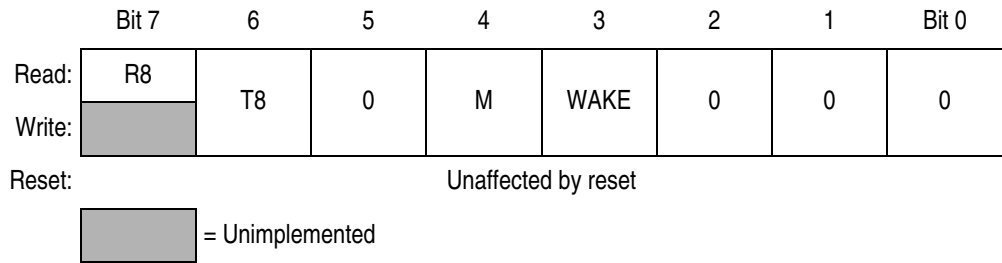 Bit 7 6 5 4 3 2 1 Bit 0
Read: R8
T8 0 M WAKE 0 0 0
Write:
Reset: Unaffected by reset
= Unimplemented